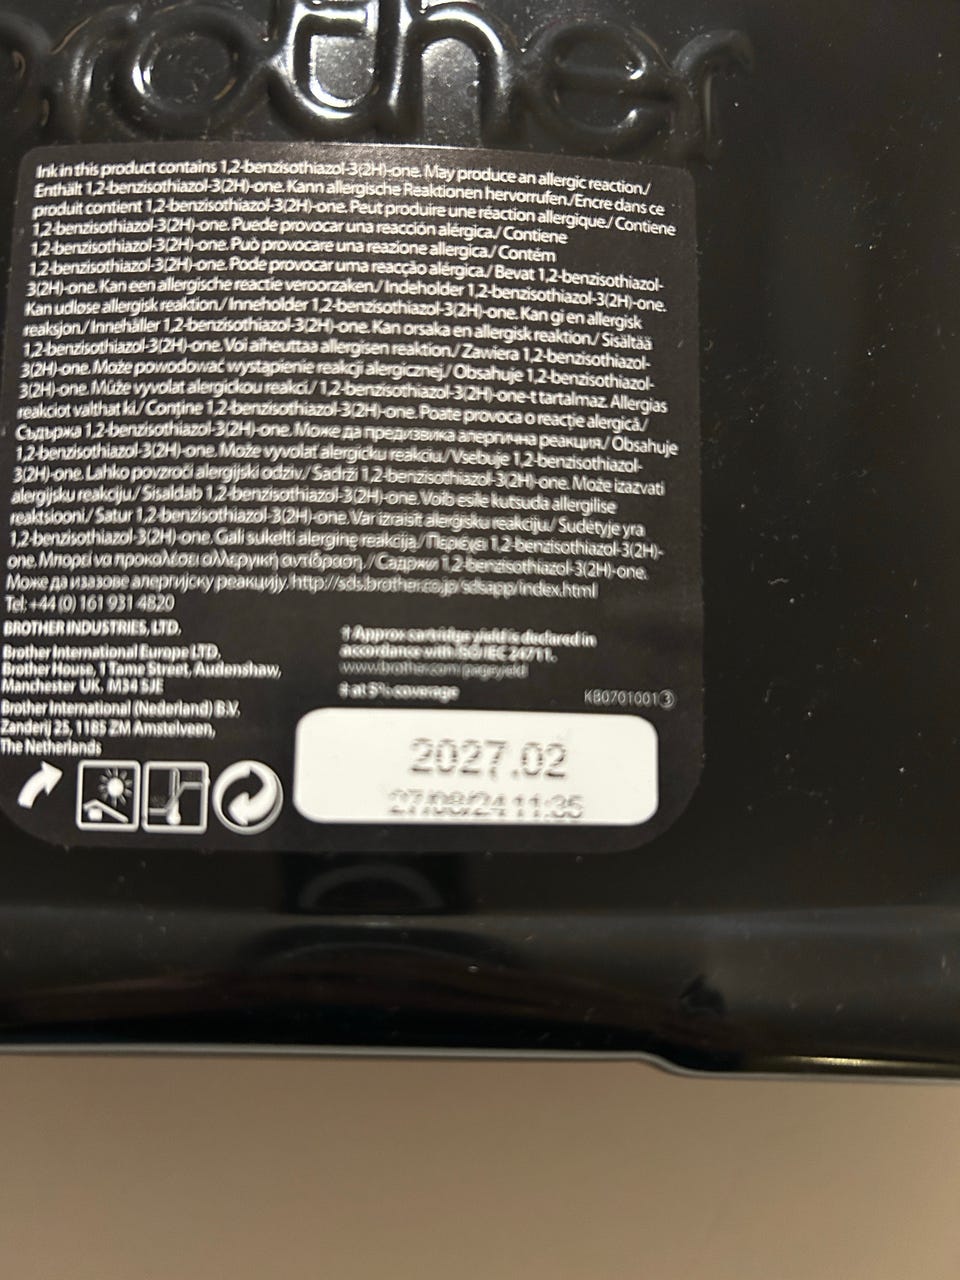 brother
Ink in this product contains 1,2-benzisothiazol-3(2H)-one. May produce an allergic reaction./
Enthält 1,2-benzisothiazol-3(2H)-one. Kann allergische Reaktionen hervorrufen./Encre dans ce
produit contient 1,2-benzisothiazol-3(2H)-one. Peut produire une réaction allergique./ Contiene
1,2-benzisothiazol-3(2H)-one. Puede provocar una reacción alérgica./ Contiene
1,2-benzisothiazol-3(2H)-one. Può provocare una reazione allergica./ Contém
1,2-benzisothiazol-3(2H)-one. Pode provocar uma reacção alérgica./ Bevat 1,2-benzisothiazol-
3(2H)-one. Kan een allergische reactie veroorzaken./ Indeholder 1,2-benzisothiazol-3(2H)-one.
Kan udløse allergisk reaktion./ Inneholder 1,2-benzisothiazol-3(2H)-one. Kan gi en allergisk
reaksjon./ Innehåller 1,2-benzisothiazol-3(2H)-one. Kan orsaka en allergisk reaktion./ Sisältää
1,2-benzisothiazol-3(2H)-one. Voi aiheuttaa allergisen reaktion./ Zawiera 1,2-benzisothiazol-
3(2H)-one. Może powodować wystąpienie reakcji alergicznej./ Obsahuje 1,2-benzisothiazol-
3(2H)-one. Může vyvolat alergickou reakci./ 1,2-benzisothiazol-3(2H)-one-t tartalmaz. Allergiás
reakciót válthat ki./ Conţine 1,2-benzisothiazol-3(2H)-one. Poate provoca o reacţie alergică./
Съдържа 1,2-benzisothiazol-3(2H)-one. Може да предизвика алергична реакция./ Obsahuje
1,2-benzisothiazol-3(2H)-one. Može vyvolať alergickú reakciu./ Vsebuje 1,2-benzisothiazol-
3(2H)-one. Lahko povzroči alergijski odziv./ Sadrži 1,2-benzisothiazol-3(2H)-one. Može izazvati
alergijsku reakciju./ Sisaldab 1,2-benzisothiazol-3(2H)-one. Võib esile kutsuda allergilise
reaktsiooni./ Satur 1,2-benzisothiazol-3(2H)-one. Var izraisīt alerģisku reakciju./ Sudėtyje yra
1,2-benzisothiazol-3(2H)-one. Gali sukelti alerginę reakciją./ Περιέχει 1,2-benzisothiazol-3(2H)-
one. Μπορεί να προκαλέσει αλλεργική αντίδραση./ Садржи 1,2-benzisothiazol-3(2H)-one.
Може да изазове алергијску реакцију. http://sds.brother.co.jp/sdsapp/index.html
Tel: +44 (0) 161 931 4820
BROTHER INDUSTRIES, LTD.
Brother International Europe LTD.
Brother House, 1 Tame Street, Audenshaw,
Manchester UK. M34 5JE
Brother International (Nederland) B.V.
Zanderij 25, 1185 ZM Amstelveen,
The Netherlands
† Approx cartridge yield is declared in
accordance with ISO/IEC 24711.
www.brother.com/pageyield
‡ at 5% coverage
KB0701001③
2027.02
27/08/24 11:35